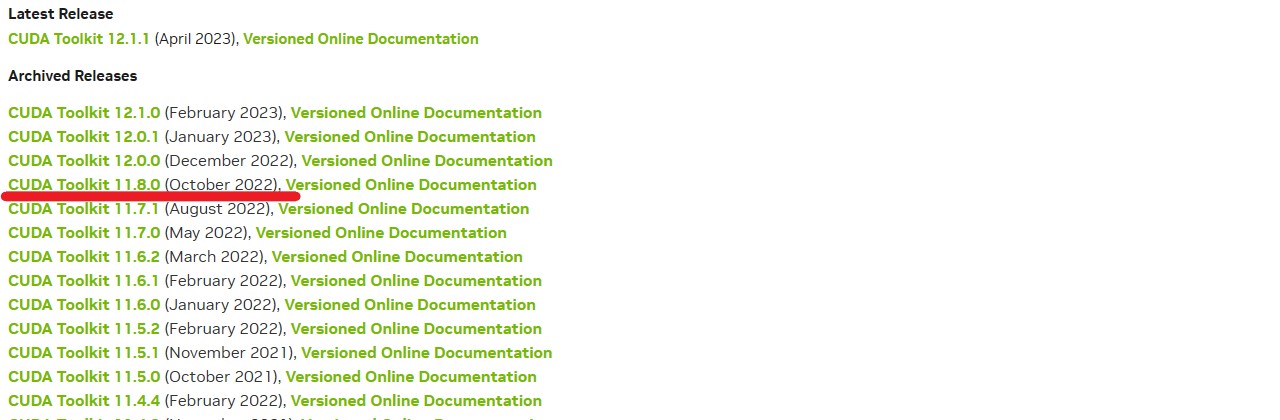 Latest Release
CUDA Toolkit 12.1.1 (April 2023), Versioned Online Documentation
Archived Releases
CUDA Toolkit 12.1.0 (February 2023), Versioned Online Documentation
CUDA Toolkit 12.0.1 (January 2023), Versioned Online Documentation
CUDA Toolkit 12.0.0 (December 2022), Versioned Online Documentation
CUDA Toolkit 11.8.0 (October 2022), Versioned Online Documentation
CUDA Toolkit 11.7.1 (August 2022), Versioned Online Documentation
CUDA Toolkit 11.7.0 (May 2022), Versioned Online Documentation
CUDA Toolkit 11.6.2 (March 2022), Versioned Online Documentation
CUDA Toolkit 11.6.1 (February 2022), Versioned Online Documentation
CUDA Toolkit 11.6.0 (January 2022), Versioned Online Documentation
CUDA Toolkit 11.5.2 (February 2022), Versioned Online Documentation
CUDA Toolkit 11.5.1 (November 2021), Versioned Online Documentation
CUDA Toolkit 11.5.0 (October 2021), Versioned Online Documentation
CUDA Toolkit 11.4.4 (February 2022), Versioned Online Documentation